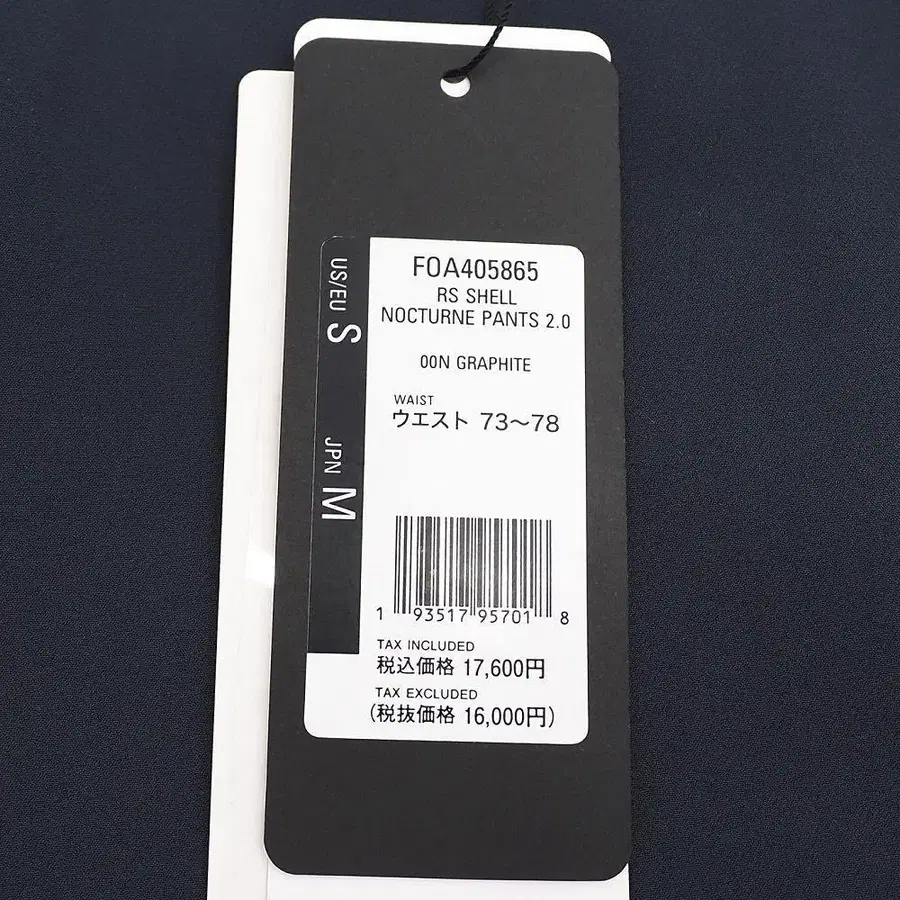 US/EU S
JPN M
FOA405865
RS SHELL
NOCTURNE PANTS 2.0
00N GRAPHITE
WAIST
ウエスト 73〜78
1 93517 95701 8
TAX INCLUDED
税込価格 17,600円
TAX EXCLUDED
(税抜価格 16,000円)